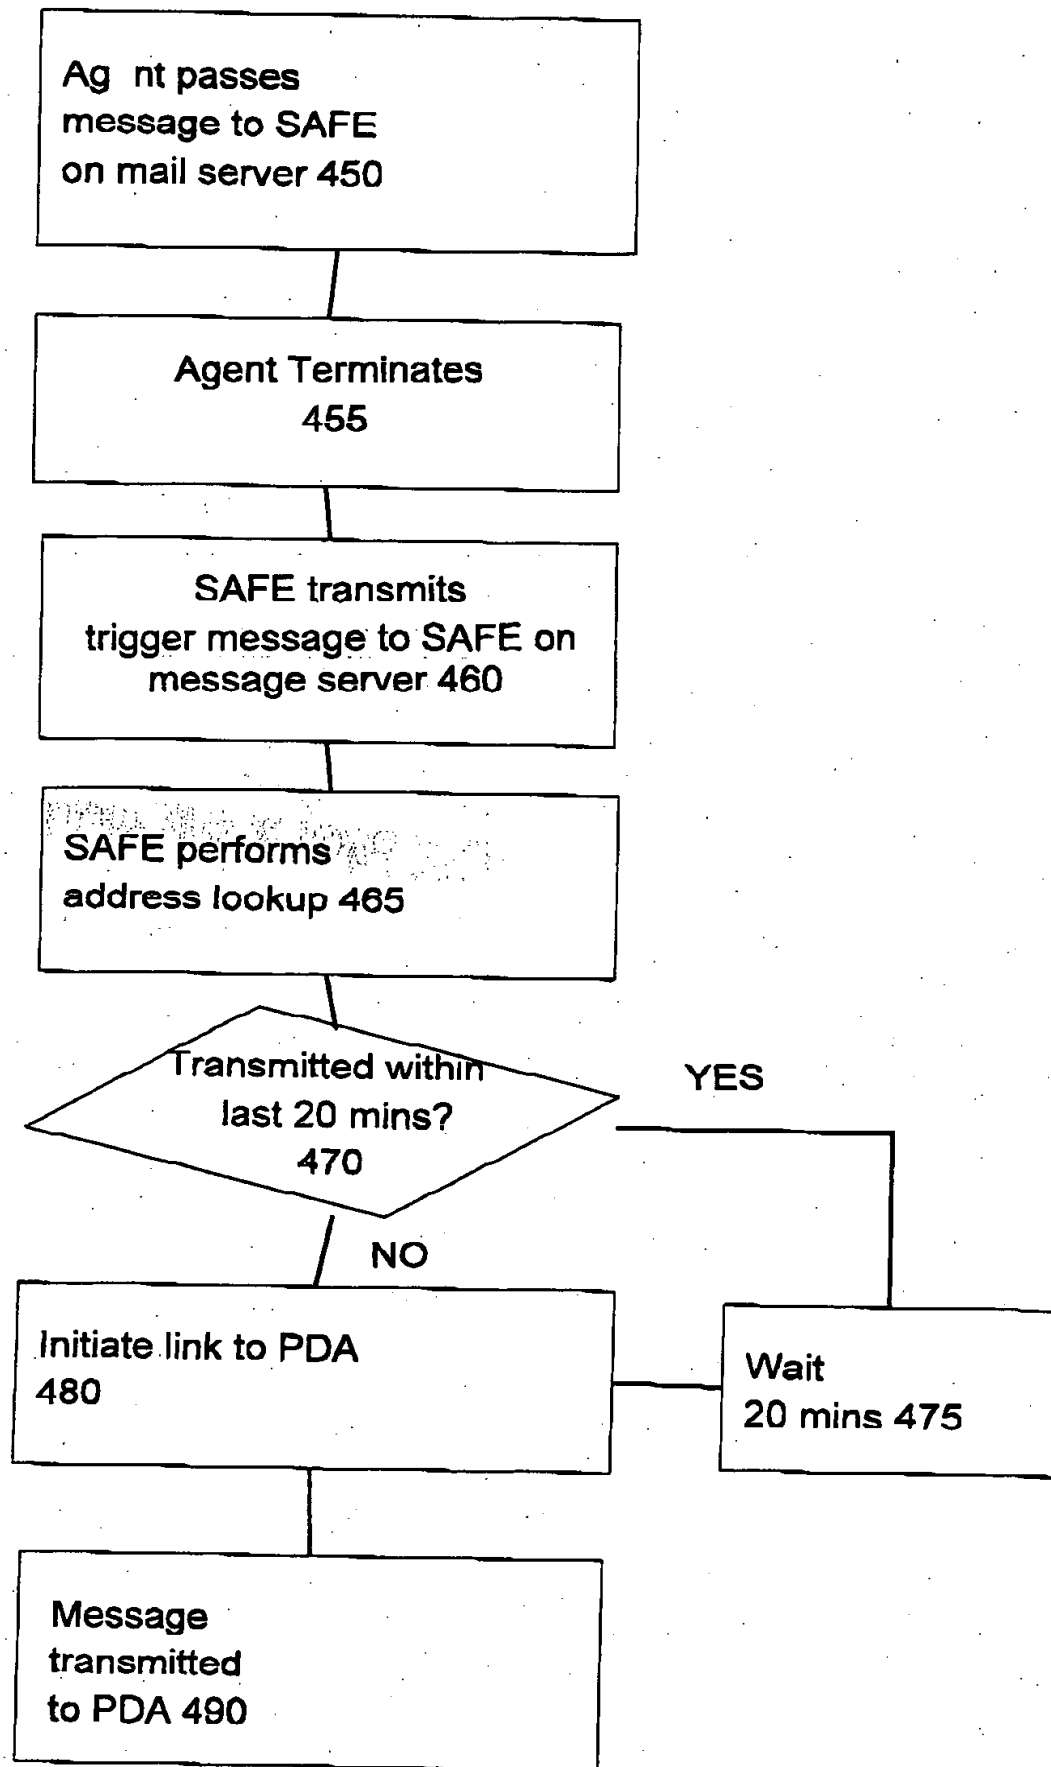 Ag nt passes
message to SAFE
on mail server 450
Agent Terminates
455
SAFE transmits
trigger message to SAFE on
message server 460
SAFE performs
address lookup 465
Transmitted within
last 20 mins?
470
YES
NO
Initiate link to PDA
480
Wait
20 mins 475
Message
transmitted
to PDA 490